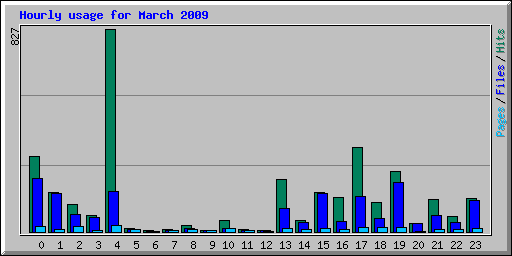 Hourly usage for March 2009
827
Pages/Files/Hits
0 1 2 3 4 5 6 7 8 9 10 11 12 13 14 15 16 17 18 19 20 21 22 23